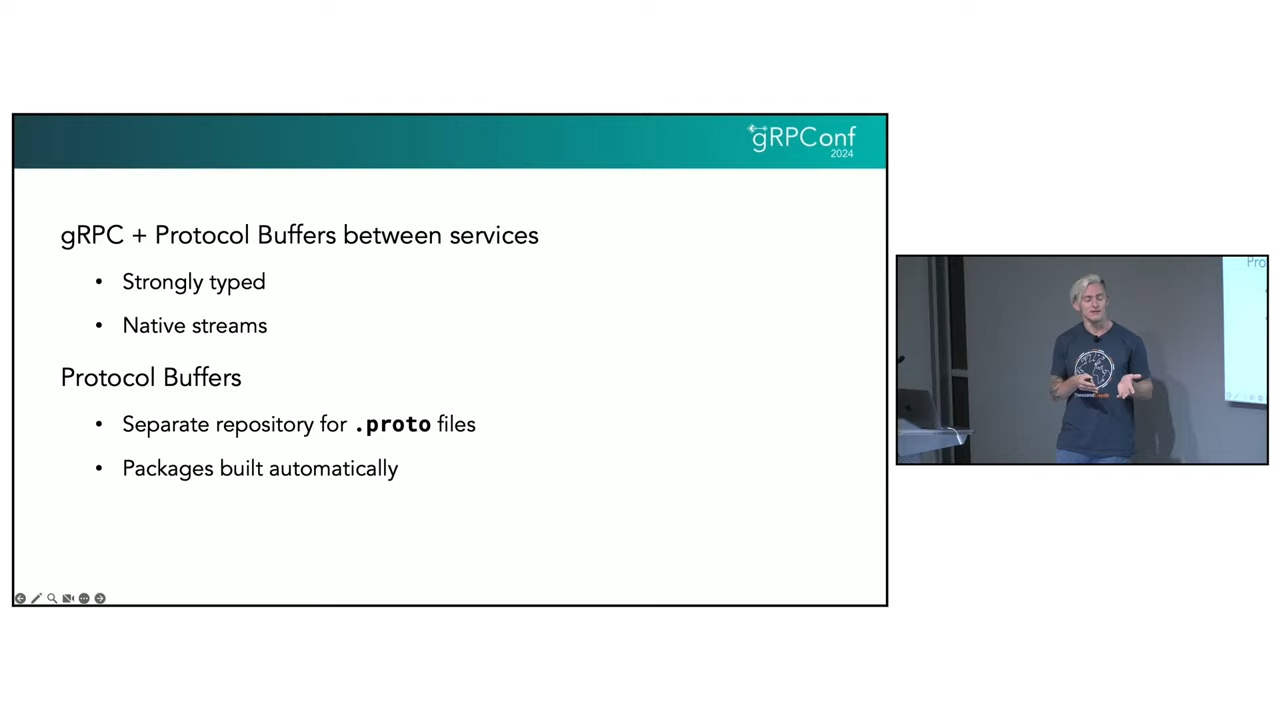 gRPConf
2024
gRPC + Protocol Buffers between services
• Strongly typed
• Native streams
Protocol Buffers
• Separate repository for .proto files
• Packages built automatically
Pro